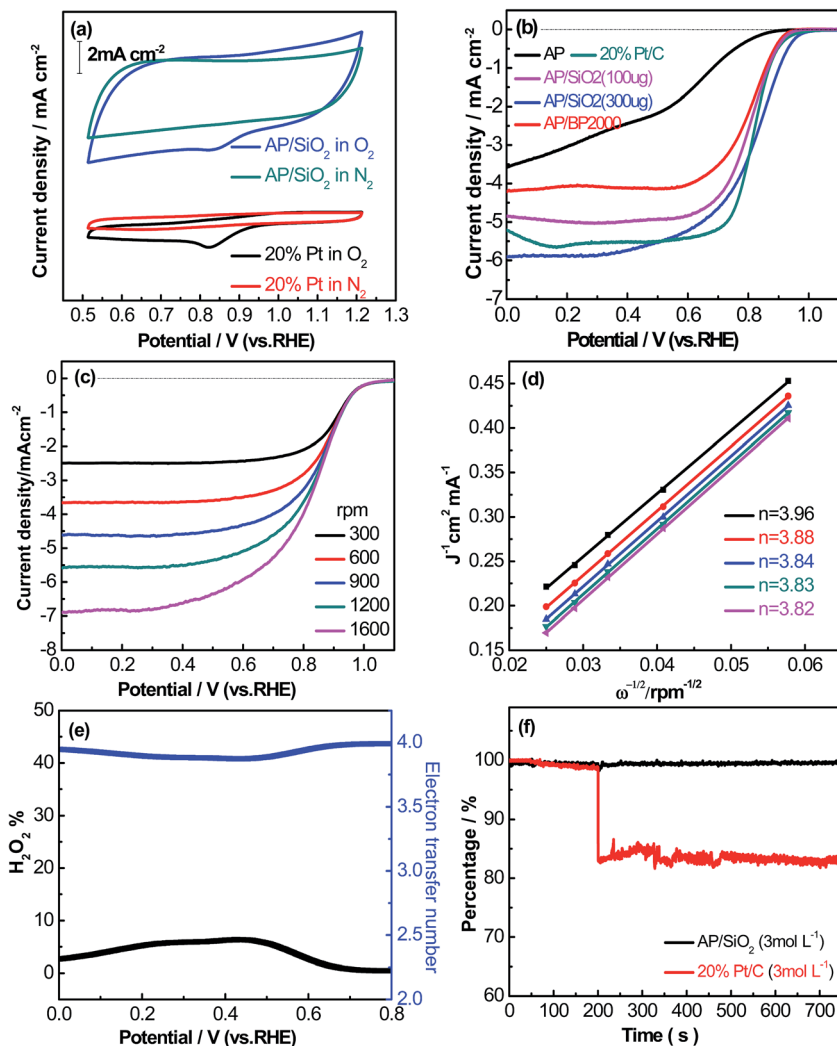 (a)
2mA cm⁻²
AP/SiO₂ in O₂
AP/SiO₂ in N₂
20% Pt in O₂
20% Pt in N₂
Current density / mA cm⁻²
0.5 0.6 0.7 0.8 0.9 1.0 1.1 1.2 1.3
Potential / V (vs.RHE)
(b)
AP 20% Pt/C
AP/SiO2(100ug)
AP/SiO2(300ug)
AP/BP2000
Current density / mA cm⁻²
0
-1
-2
-3
-4
-5
-6
0.0 0.2 0.4 0.6 0.8 1.0
Potential / V (vs.RHE)
(c)
rpm
300
600
900
1200
1600
Current density/mAcm⁻²
0
-1
-2
-3
-4
-5
-6
-7
-8
0.0 0.2 0.4 0.6 0.8 1.0
Potential / V (vs.RHE)
(d)
n=3.96
n=3.88
n=3.84
n=3.83
n=3.82
J⁻¹cm² mA⁻¹
0.45
0.40
0.35
0.30
0.25
0.20
0.15
0.02 0.03 0.04 0.05 0.06
ω⁻¹/²/rpm⁻¹/²
(e)
H₂O₂ %
50
45
40
35
30
25
20
15
10
5
0
4.0
3.5
3.0
2.5
2.0
Electron transfer number
0.0 0.2 0.4 0.6 0.8
Potential / V (vs.RHE)
(f)
AP/SiO₂ (3mol L⁻¹)
20% Pt/C (3mol L⁻¹)
Percentage / %
110
100
90
80
70
60
0 100 200 300 400 500 600 700
Time ( s )